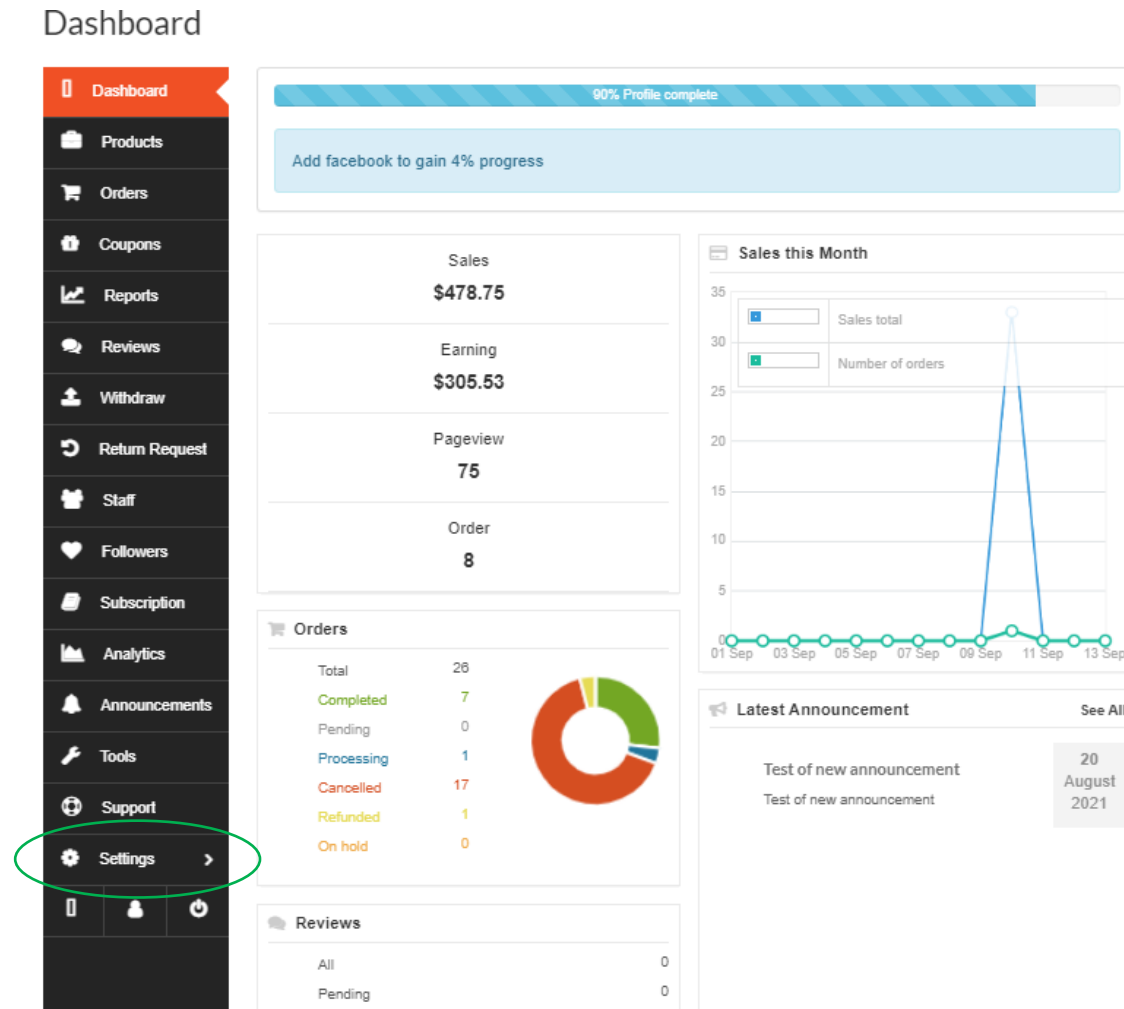 Dashboard
Dashboard
Products
Orders
Coupons
Reports
Reviews
Withdraw
Return Request
Staff
Followers
Subscription
Analytics
Announcements
Tools
Support
Settings
90% Profile complete
Add facebook to gain 4% progress
Sales
$478.75
Earning
$305.53
Pageview
75
Order
8
Orders
Total 26
Completed 7
Pending 0
Processing 1
Cancelled 17
Refunded 1
On hold 0
Reviews
All 0
Pending 0
Sales this Month
35
30
25
20
15
10
5
0
Sales total
Number of orders
01 Sep 03 Sep 05 Sep 07 Sep 09 Sep 11 Sep 13 Sep
Latest Announcement See All
Test of new announcement
Test of new announcement
20
August
2021